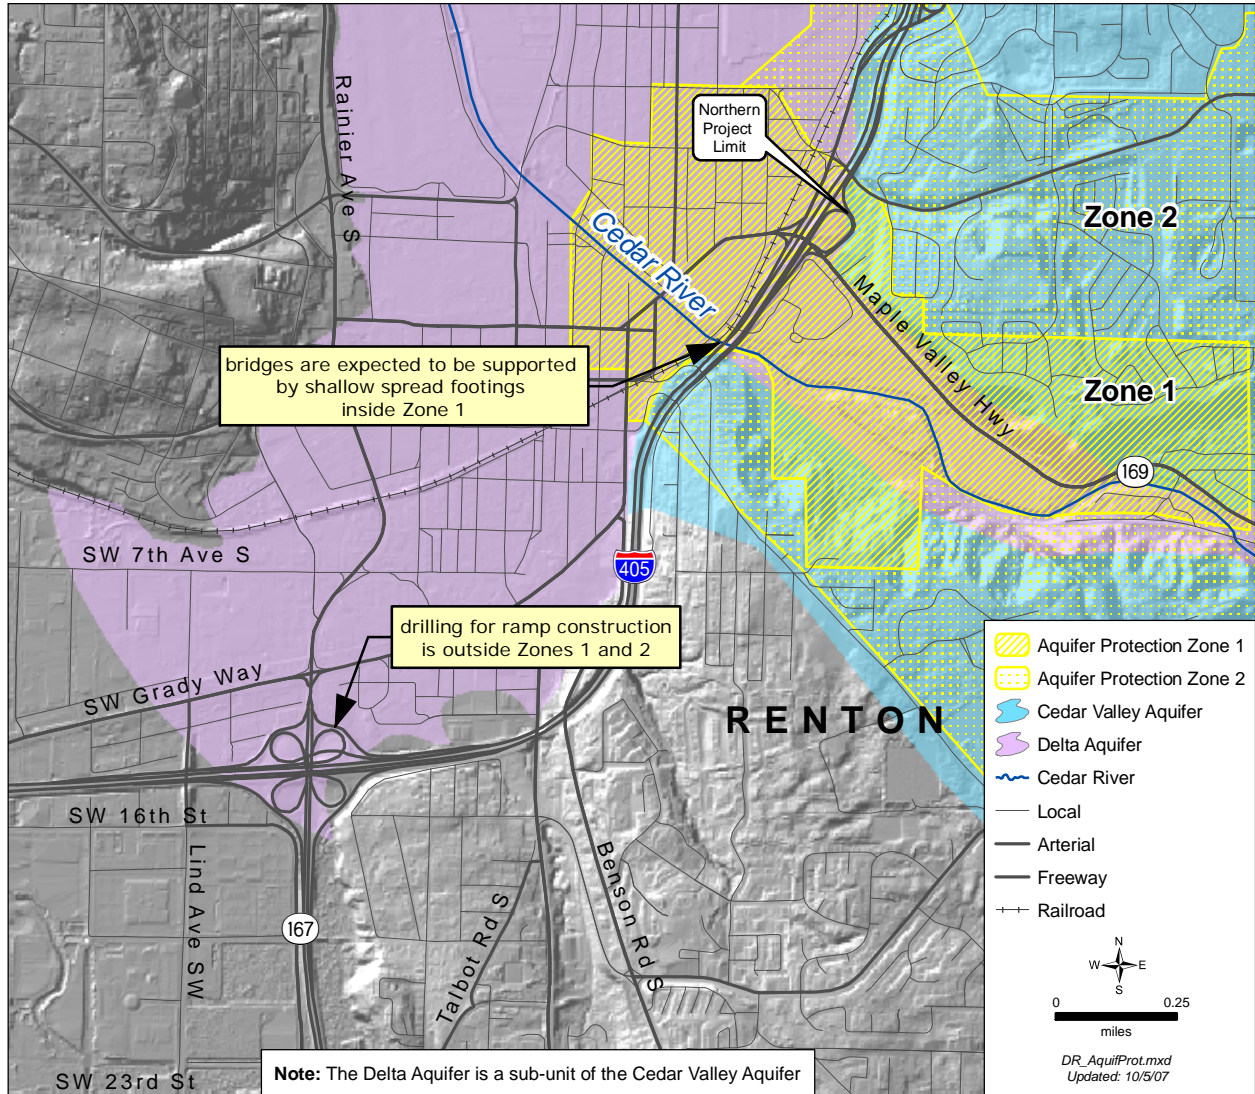 Rainier Ave S
Northern
Project
Limit
Zone 2
Cedar River
Maple Valley Hwy
bridges are expected to be supported
by shallow spread footings
inside Zone 1
Zone 1
169
SW 7th Ave S
405
drilling for ramp construction
is outside Zones 1 and 2
SW Grady Way
RENTON
SW 16th St
Lind Ave SW
167
Talbot Rd S
Benson Rd S
SW 23rd St
Note: The Delta Aquifer is a sub-unit of the Cedar Valley Aquifer
Aquifer Protection Zone 1
Aquifer Protection Zone 2
Cedar Valley Aquifer
Delta Aquifer
Cedar River
Local
Arterial
Freeway
Railroad
N
W E
S
0 0.25
miles
DR_AquifProt.mxd
Updated: 10/5/07